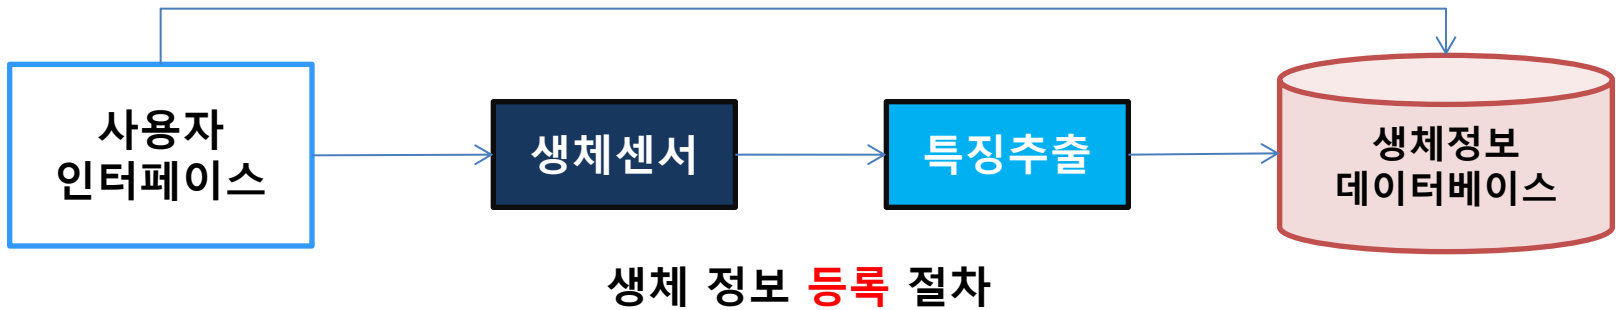 사용자
인터페이스
생체센서
특징추출
생체정보
데이터베이스
생체 정보 등록 절차